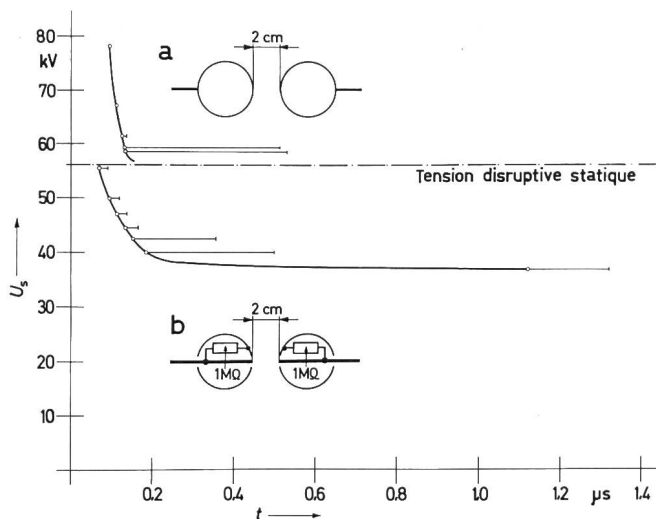 80
kV
70
60
50
40
30
20
10
U_s
a
2 cm
Tension disruptive statique
b
2 cm
1MΩ
1MΩ
0.2
0.4
0.6
0.8
1.0
1.2
μs
1.4
t